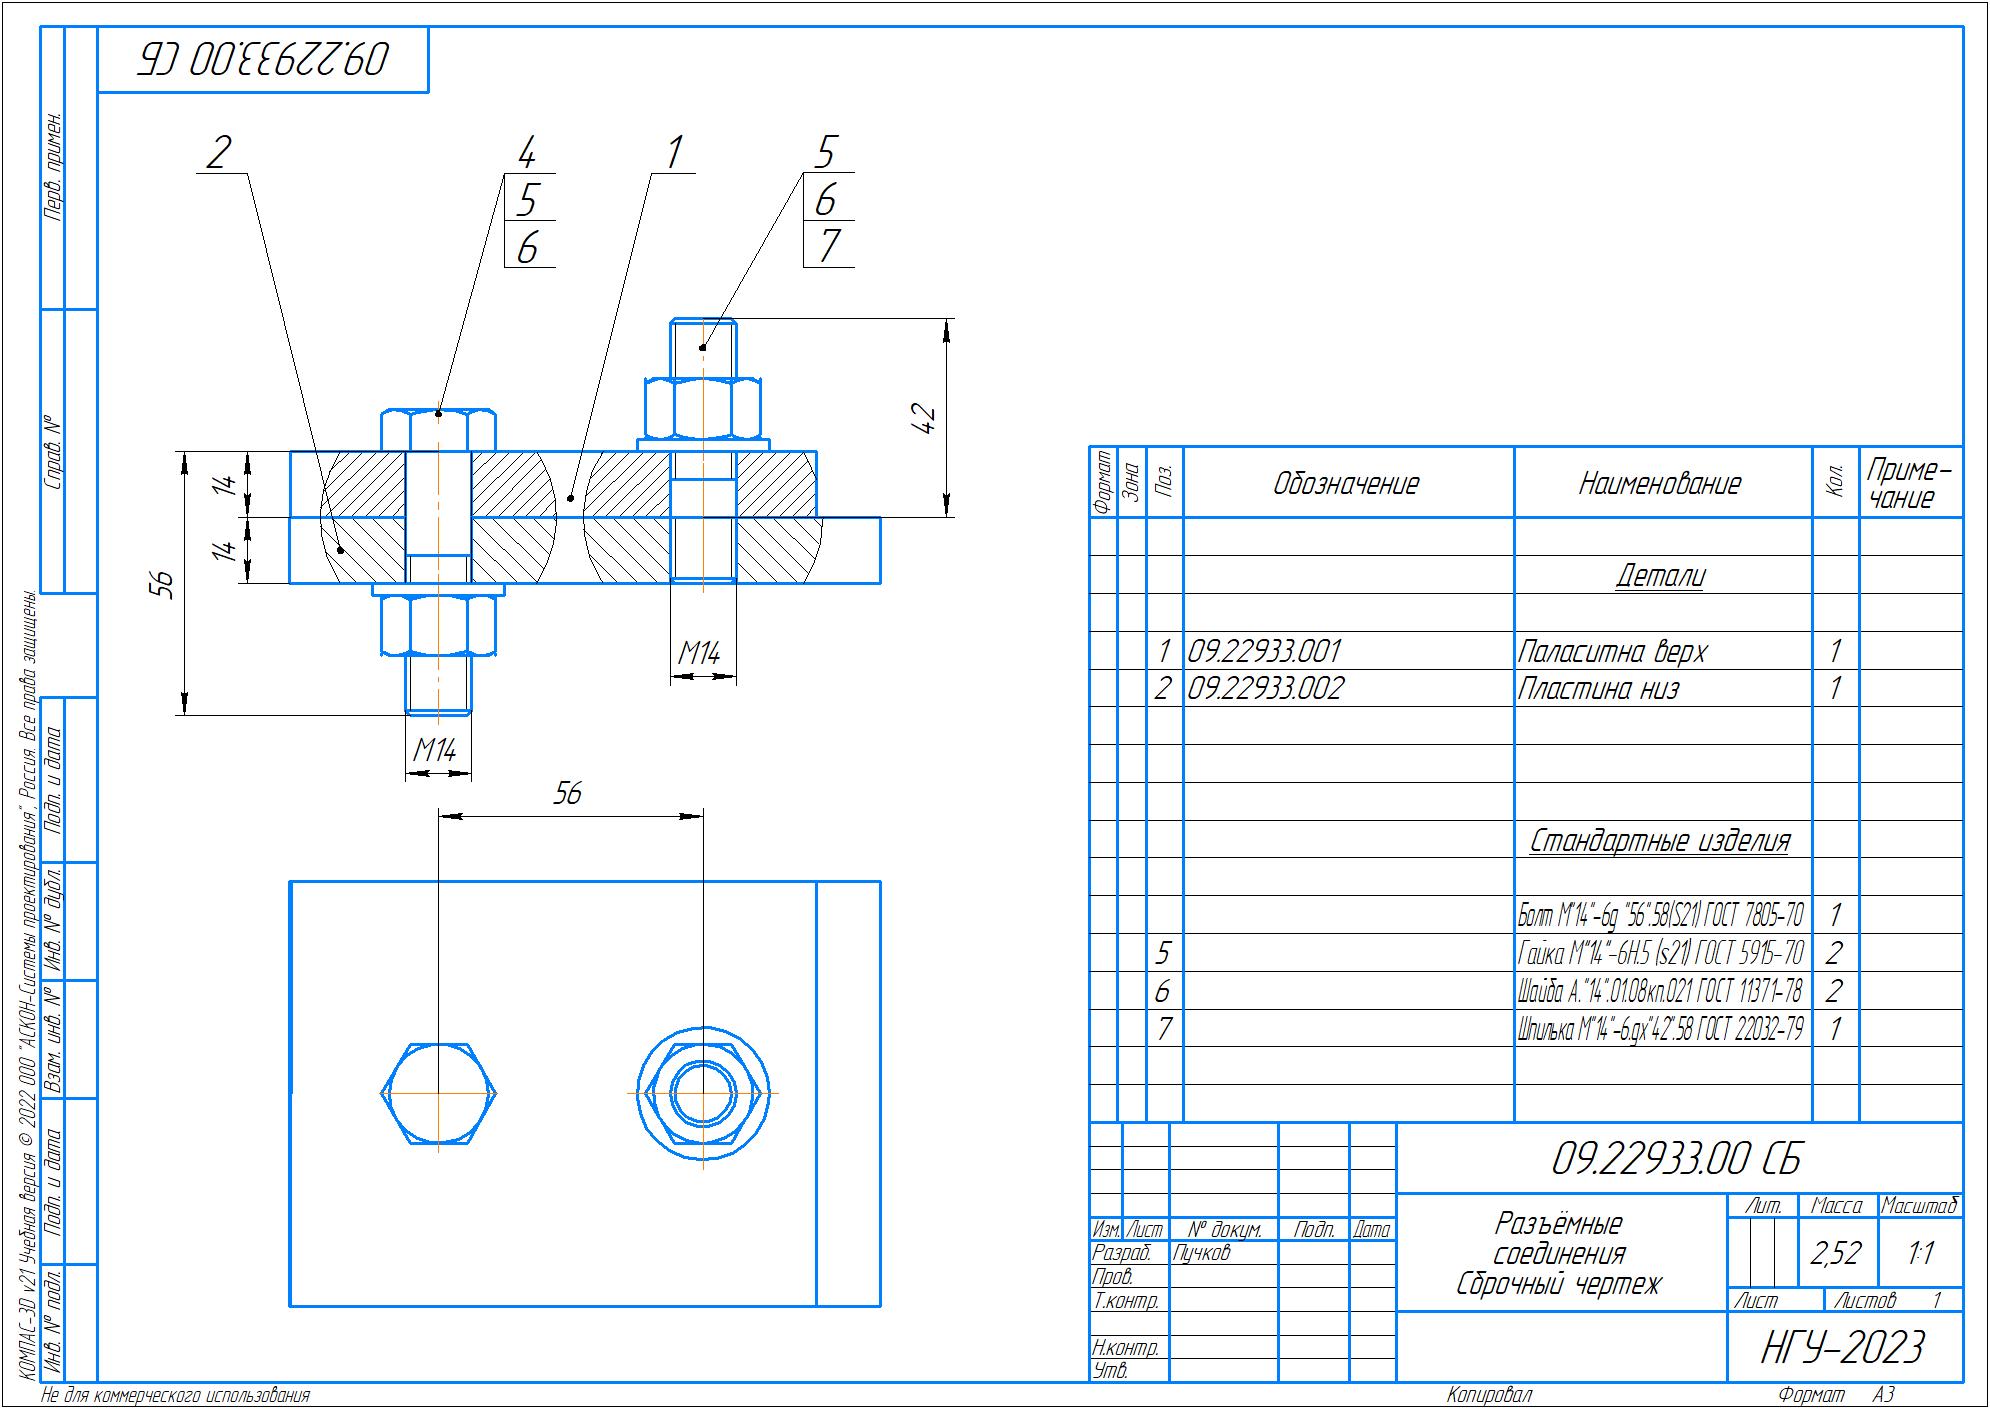 09.22933.00 СБ
Перв. примен.
Справ. №
Подп. и дата
Инв. № дубл.
Взам. инв. №
Подп. и дата
Инв. № подл.
КОМПАС-3D v21 Учебная версия © 2022 ООО "АСКОН-Системы проектирования", Россия. Все права защищены.
2
4
5
6
1
5
6
7
42
14
14
56
М14
М14
56
Формат
Зона
Поз.
Обозначение
Наименование
Кол.
Приме-
чание
Детали
1 09.22933.001 Паласитна верх 1
2 09.22933.002 Пластина низ 1
Стандартные изделия
Болт М"14"-6g "56".58(S21) ГОСТ 7805-70 1
5 Гайка М"14"-6Н.5 (s21) ГОСТ 5915-70 2
6 Шайба А."14".01.08кп.021 ГОСТ 11371-78 2
7 Шпилька М"14"-6.gх"42".58 ГОСТ 22032-79 1
09.22933.00 СБ
Изм. Лист № докум. Подп. Дата
Разраб. Пучков
Пров.
Т.контр.
Н.контр.
Утв.
Разъёмные
соединения
Сброчный чертеж
Лит. Масса Масштаб
2,52 1:1
Лист Листов 1
НГУ-2023
Не для коммерческого использования
Копировал
Формат А3